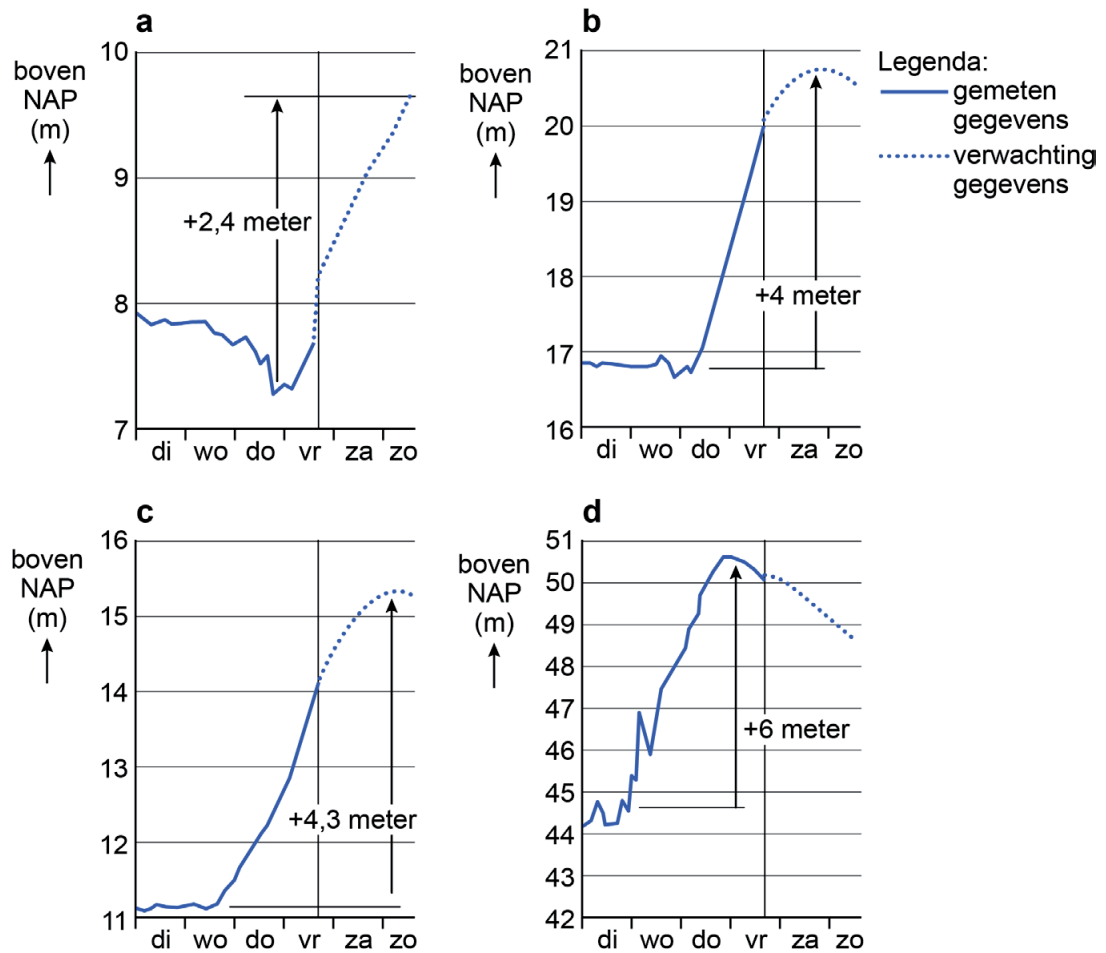 a
boven
NAP
(m)
10
9
8
7
+2,4 meter
di wo do vr za zo
b
boven
NAP
(m)
21
20
19
18
17
16
+4 meter
di wo do vr za zo
Legenda:
gemeten
gegevens
verwachting
gegevens
c
boven
NAP
(m)
16
15
14
13
12
11
+4,3 meter
di wo do vr za zo
d
boven
NAP
(m)
51
50
49
48
47
46
45
44
43
42
+6 meter
di wo do vr za zo